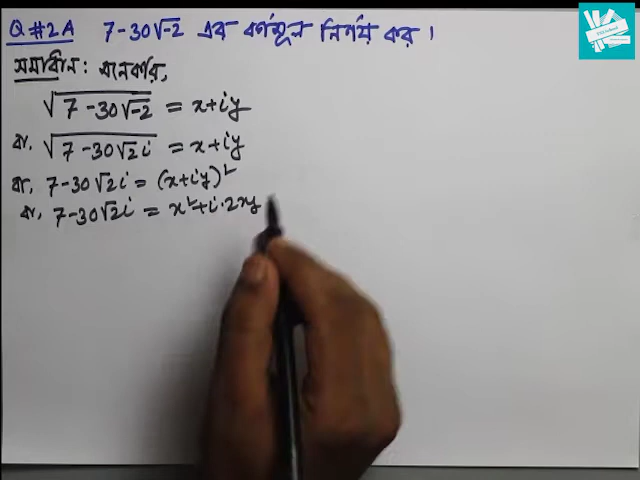 Q#2A 7-30√-2 এর বর্গমূল নির্ণয় কর।
সমাধান: মনেকরি,
√7-30√-2 = x+iy
বা, √7-30√2i = x+iy
বা, 7-30√2i = (x+iy)²
বা, 7-30√2i = x²+i.2xy